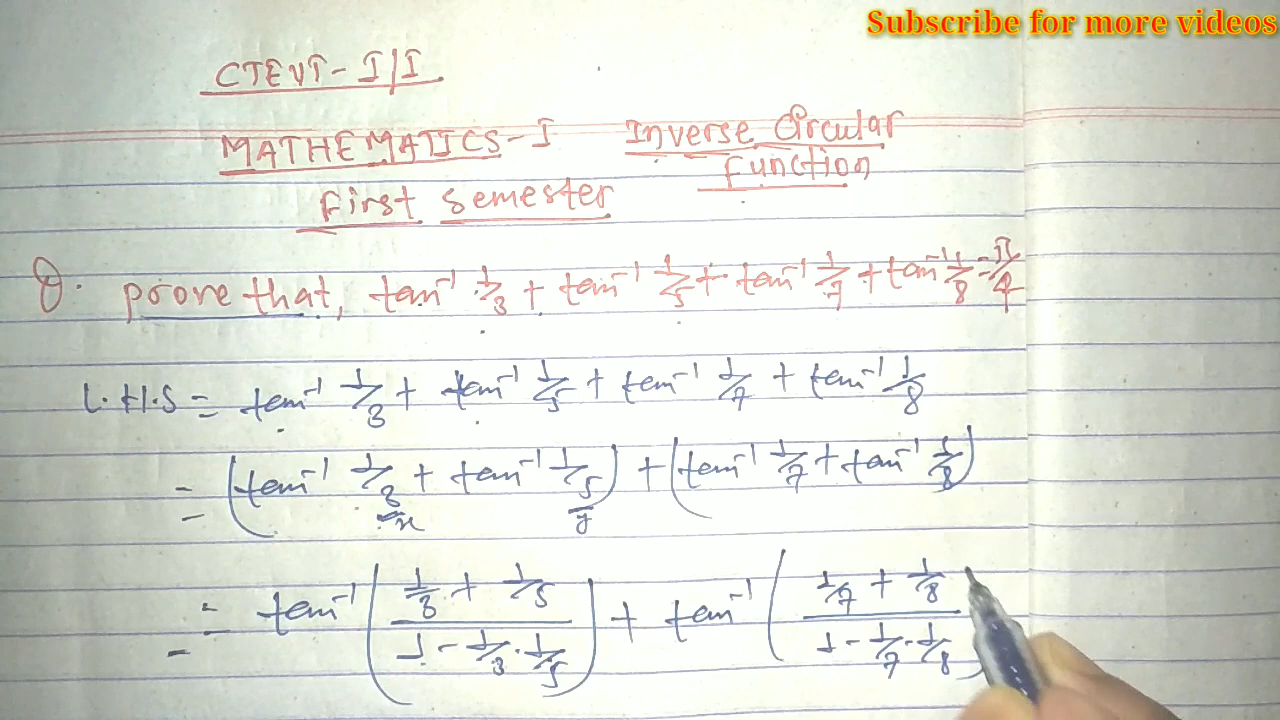 Subscribe for more videos
CTEVT - I/I
MATHEMATICS - I Inverse Circular
Function
First Semester
Q. prove that, tan⁻¹ 1/3 + tan⁻¹ 1/5 + tan⁻¹ 1/7 + tan⁻¹ 1/8 = π/4
L.H.S = tan⁻¹ 1/3 + tan⁻¹ 1/5 + tan⁻¹ 1/7 + tan⁻¹ 1/8
= (tan⁻¹ 1/3 + tan⁻¹ 1/5) + (tan⁻¹ 1/7 + tan⁻¹ 1/8)
x y
= tan⁻¹ ( (1/3 + 1/5) / (1 - 1/3 · 1/5) ) + tan⁻¹ ( (1/7 + 1/8) / (1 - 1/7 · 1/8)